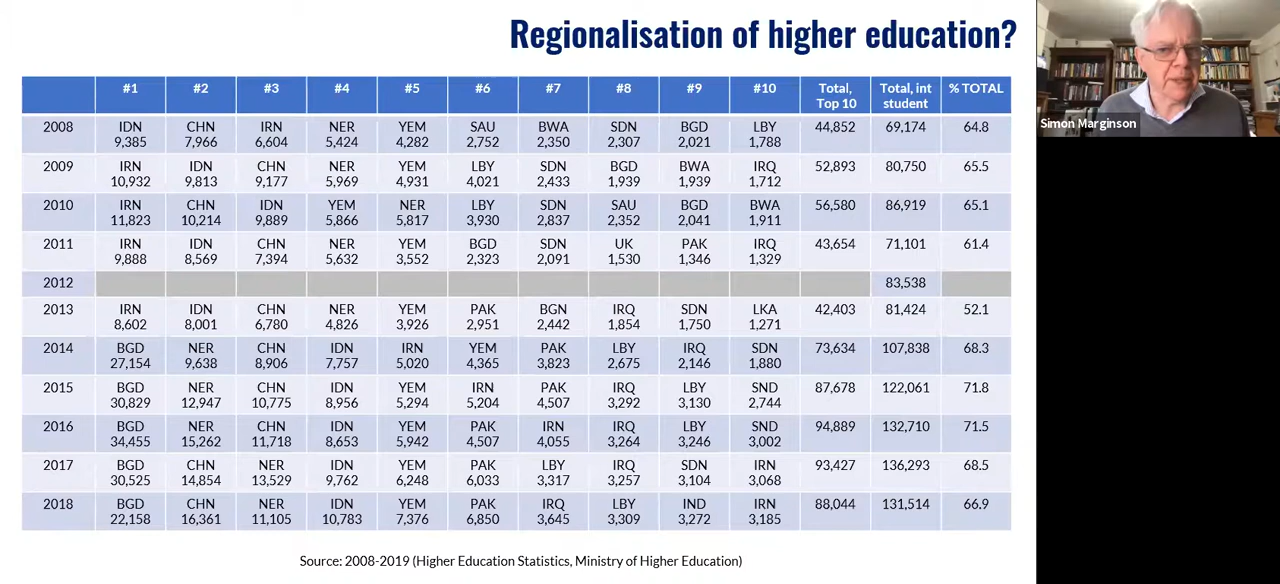 Regionalisation of higher education?
#1 #2 #3 #4 #5 #6 #7 #8 #9 #10 Total, Top 10 Total, int student % TOTAL
2008 IDN 9,385 CHN 7,966 IRN 6,604 NER 5,424 YEM 4,282 SAU 2,752 BWA 2,350 SDN 2,307 BGD 2,021 LBY 1,788 44,852 69,174 64.8
2009 IRN 10,932 IDN 9,813 CHN 9,177 NER 5,969 YEM 4,931 LBY 4,021 SDN 2,433 BGD 1,939 BWA 1,939 IRQ 1,712 52,893 80,750 65.5
2010 IRN 11,823 CHN 10,214 IDN 9,889 YEM 5,866 NER 5,817 LBY 3,930 SDN 2,837 SAU 2,352 BGD 2,041 BWA 1,911 56,580 86,919 65.1
2011 IRN 9,888 IDN 8,569 CHN 7,394 NER 5,632 YEM 3,552 BGD 2,323 SDN 2,091 UK 1,530 PAK 1,346 IRQ 1,329 43,654 71,101 61.4
2012 83,538
2013 IRN 8,602 IDN 8,001 CHN 6,780 NER 4,826 YEM 3,926 PAK 2,951 BGN 2,442 IRQ 1,854 SDN 1,750 LKA 1,271 42,403 81,424 52.1
2014 BGD 27,154 NER 9,638 CHN 8,906 IDN 7,757 IRN 5,020 YEM 4,365 PAK 3,823 LBY 2,675 IRQ 2,146 SDN 1,880 73,634 107,838 68.3
2015 BGD 30,829 NER 12,947 CHN 10,775 IDN 8,956 YEM 5,294 IRN 5,204 PAK 4,507 IRQ 3,292 LBY 3,130 SND 2,744 87,678 122,061 71.8
2016 BGD 34,455 NER 15,262 CHN 11,718 IDN 8,653 YEM 5,942 PAK 4,507 IRN 4,055 IRQ 3,264 LBY 3,246 SND 3,002 94,889 132,710 71.5
2017 BGD 30,525 CHN 14,854 NER 13,529 IDN 9,762 YEM 6,248 PAK 6,033 LBY 3,317 IRQ 3,257 SDN 3,104 IRN 3,068 93,427 136,293 68.5
2018 BGD 22,158 CHN 16,361 NER 11,105 IDN 10,783 YEM 7,376 PAK 6,850 IRQ 3,645 LBY 3,309 IND 3,272 IRN 3,185 88,044 131,514 66.9
Source: 2008-2019 (Higher Education Statistics, Ministry of Higher Education)
Simon Marginson